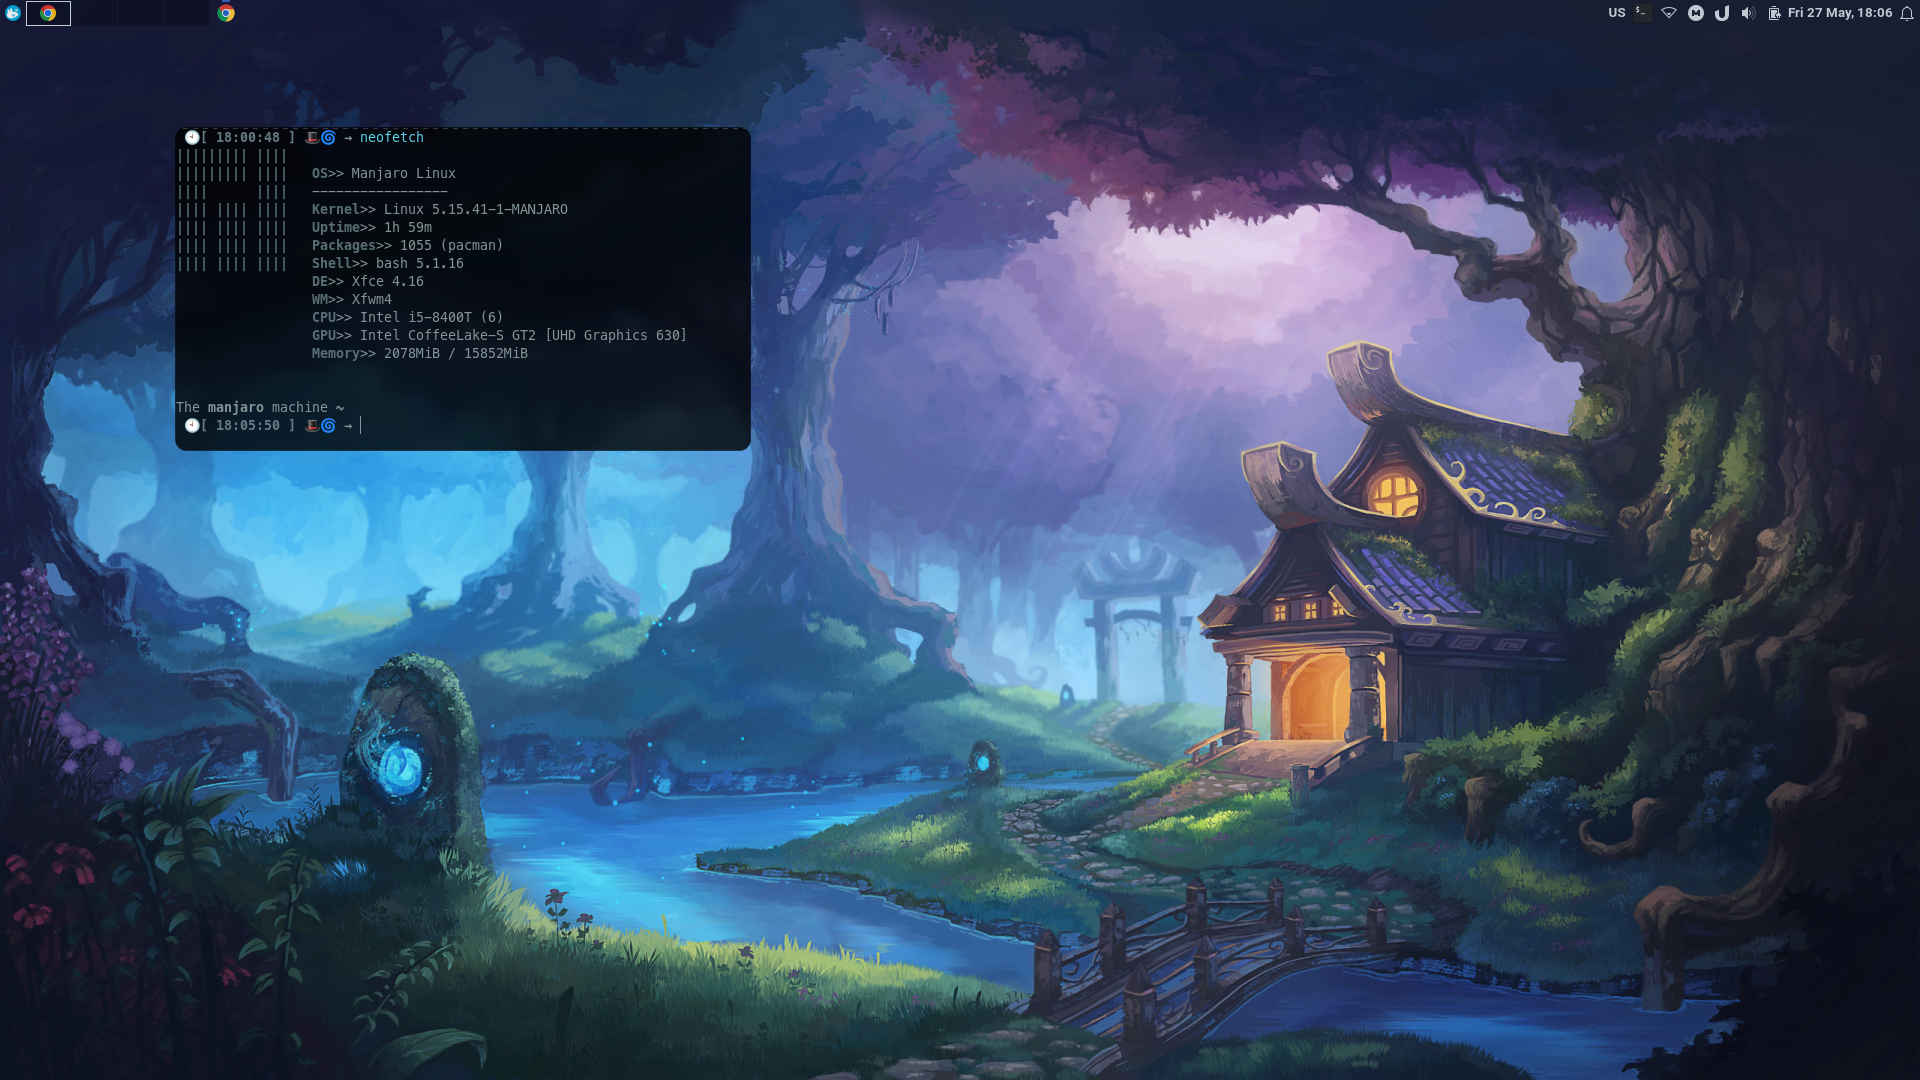 US Fri 27 May, 18:06
[ 18:00:48 ] → neofetch
OS>> Manjaro Linux
-----------------
Kernel>> Linux 5.15.41-1-MANJARO
Uptime>> 1h 59m
Packages>> 1055 (pacman)
Shell>> bash 5.1.16
DE>> Xfce 4.16
WM>> Xfwm4
CPU>> Intel i5-8400T (6)
GPU>> Intel CoffeeLake-S GT2 [UHD Graphics 630]
Memory>> 2078MiB / 15852MiB
The manjaro machine ~
[ 18:05:50 ] →